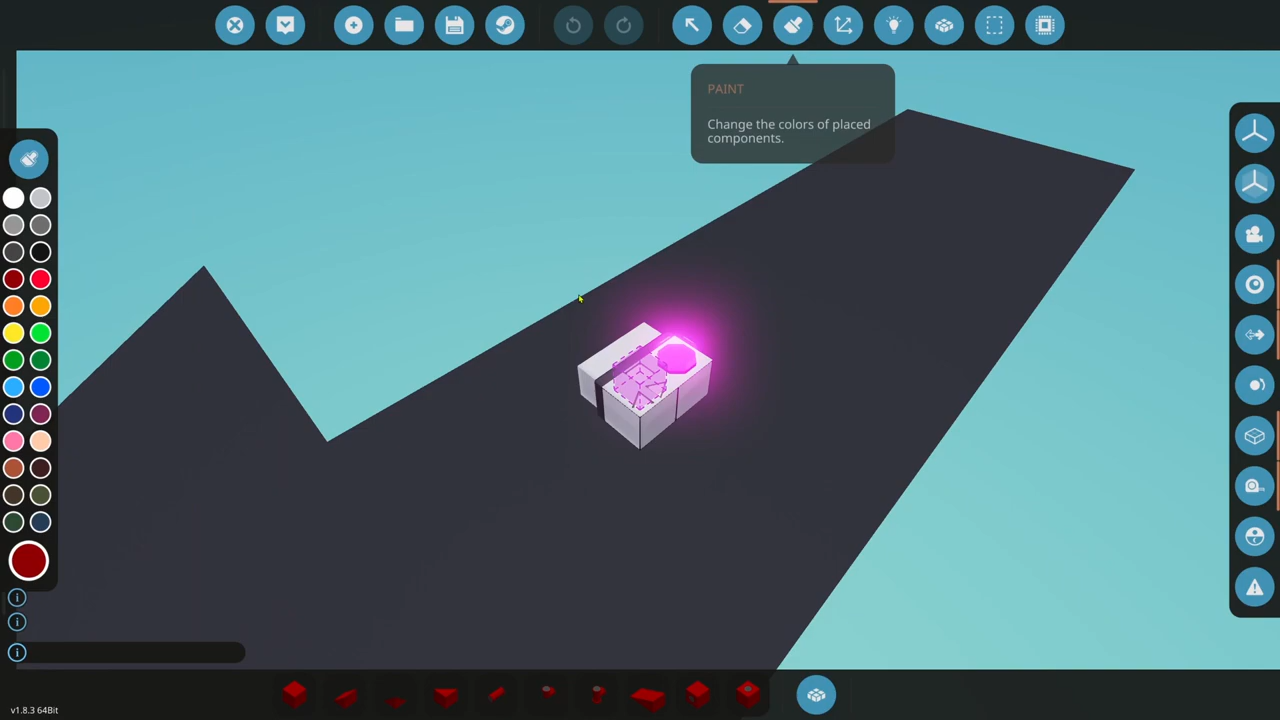 PAINT
Change the colors of placed
components.
v1.8.3 64Bit